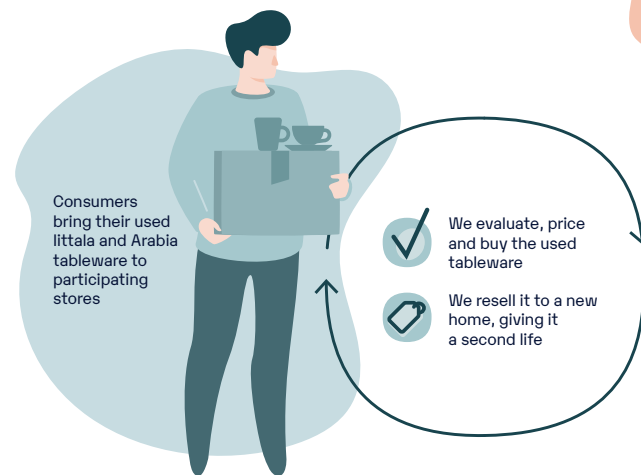 Consumers
bring their used
Iittala and Arabia
tableware to
participating
stores
We evaluate, price
and buy the used
tableware
We resell it to a new
home, giving it
a second life